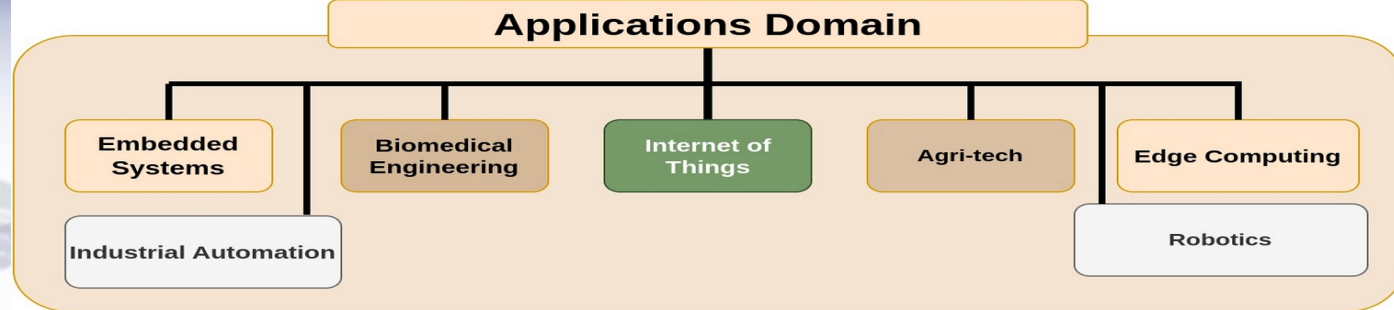 Applications Domain
Embedded
Systems
Biomedical
Engineering
Internet of
Things
Agri-tech
Edge Computing
Industrial Automation
Robotics